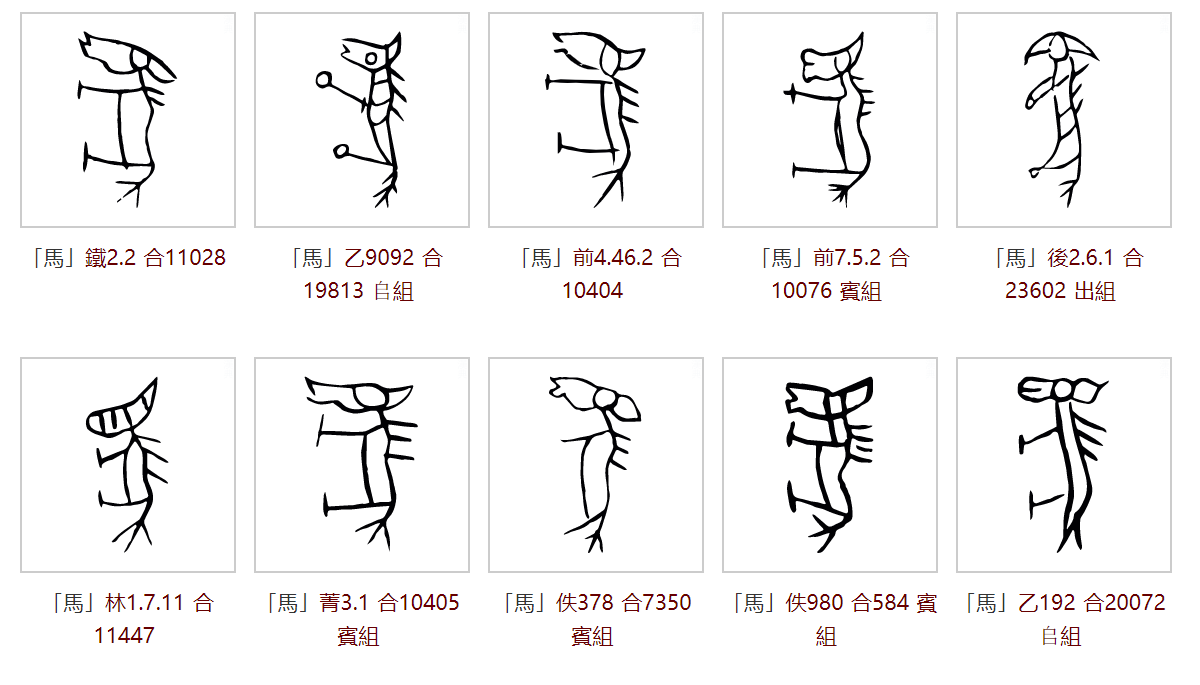 「馬」鐵2.2 合11028
「馬」乙9092 合
19813 𠂤組
「馬」前4.46.2 合
10404
「馬」前7.5.2 合
10076 賓組
「馬」後2.6.1 合
23602 出組
「馬」林1.7.11 合
11447
「馬」菁3.1 合10405
賓組
「馬」佚378 合7350
賓組
「馬」佚980 合584 賓
組
「馬」乙192 合20072
𠂤組